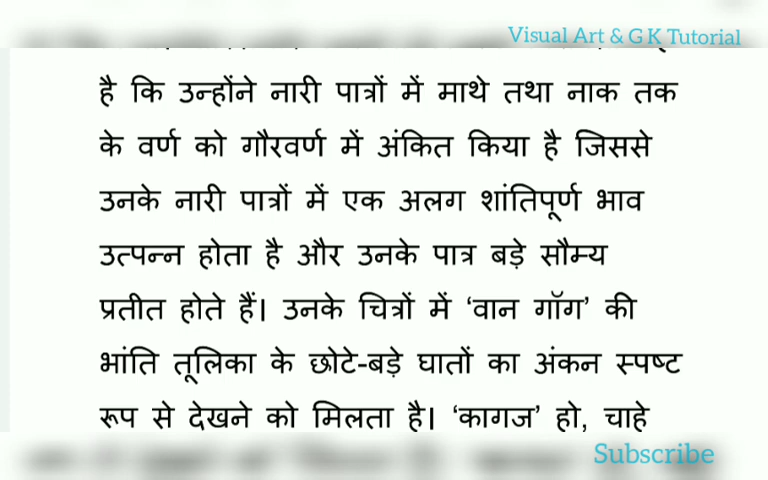 Visual Art & G K Tutorial
है कि उन्होंने नारी पात्रों में माथे तथा नाक तक
के वर्ण को गौरवर्ण में अंकित किया है जिससे
उनके नारी पात्रों में एक अलग शांतिपूर्ण भाव
उत्पन्न होता है और उनके पात्र बड़े सौम्य
प्रतीत होते हैं। उनके चित्रों में ‘वान गॉग’ की
भांति तूलिका के छोटे-बड़े घातों का अंकन स्पष्ट
रूप से देखने को मिलता है। ‘कागज’ हो, चाहे
Subscribe